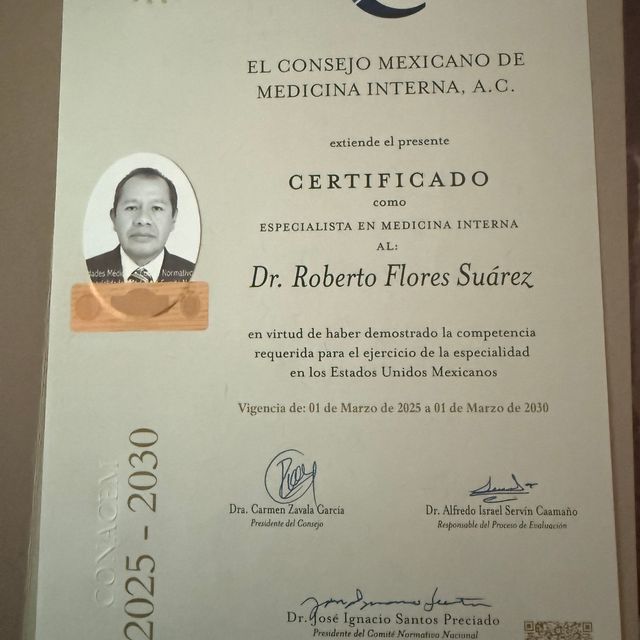 EL CONSEJO MEXICANO DE
MEDICINA INTERNA, A.C.
extiende el presente
CERTIFICADO
como
ESPECIALISTA EN MEDICINA INTERNA
AL:
Dr. Roberto Flores Suárez
en virtud de haber demostrado la competencia
requerida para el ejercicio de la especialidad
en los Estados Unidos Mexicanos
Vigencia de: 01 de Marzo de 2025 a 01 de Marzo de 2030
Dra. Carmen Zavala García
Presidente del Consejo
Dr. Alfredo Israel Servín Caamaño
Responsable del Proceso de Evaluación
Dr. José Ignacio Santos Preciado
Presidente del Comité Normativo Nacional
CONACEM
2025 - 2030
Normativo